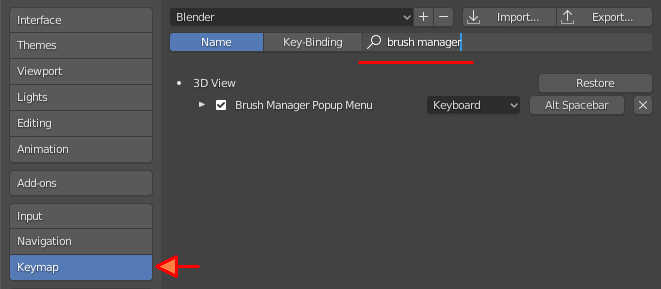 Interface
Themes
Viewport
Lights
Editing
Animation
Add-ons
Input
Navigation
Keymap
Blender
Import...
Export...
Name
Key-Binding
brush manager
3D View
Restore
Brush Manager Popup Menu
Keyboard
Alt Spacebar